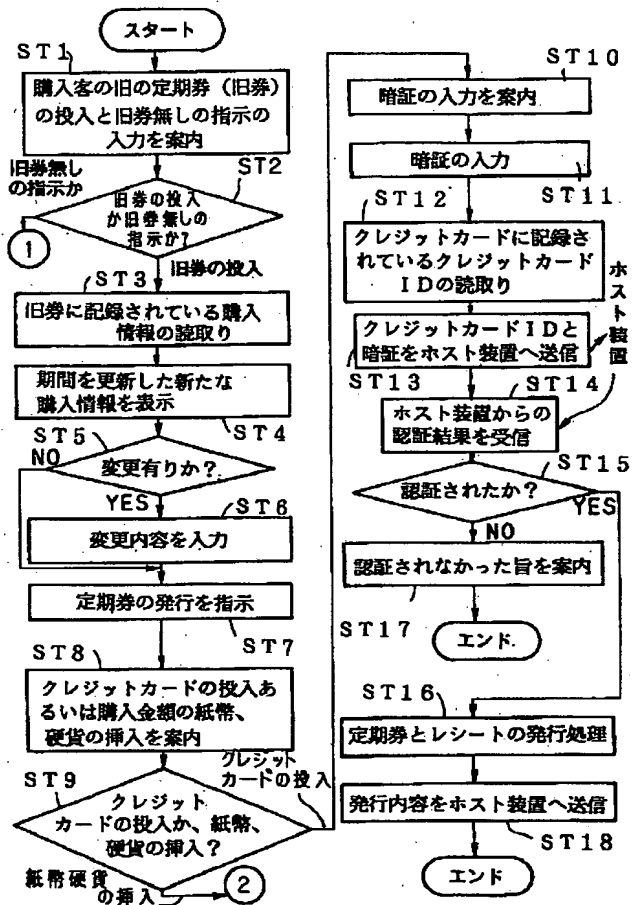 スタート
ST1
購入客の旧の定期券(旧券)
の投入と旧券無しの指示の
入力を案内
旧券無し
の指示か
ST2
旧券の投入
か旧券無しの
指示か?
1
旧券の投入
ST3
旧券に記録されている購入
情報の読取り
期間を更新した新たな
購入情報を表示
ST4
ST5
NO
変更有りか?
YES
ST6
変更内容を入力
定期券の発行を指示
ST7
ST8
クレジットカードの投入あ
るいは購入金額の紙幣、
硬貨の挿入を案内
クレジット
カードの投入
ST9
クレジット
カードの投入か、紙幣、
硬貨の挿入?
紙幣硬貨
の挿入
2
ST10
暗証の入力を案内
暗証の入力
ST11
ST12
クレジットカードに記録さ
れているクレジットカード
IDの読取り
ホスト装置
クレジットカードIDと
暗証をホスト装置へ送信
ST13
ST14
ホスト装置からの
認証結果を受信
ST15
認証されたか?
YES
NO
認証されなかった旨を案内
ST17
エンド
ST16
定期券とレシートの発行処理
発行内容をホスト装置へ送信
ST18
エンド